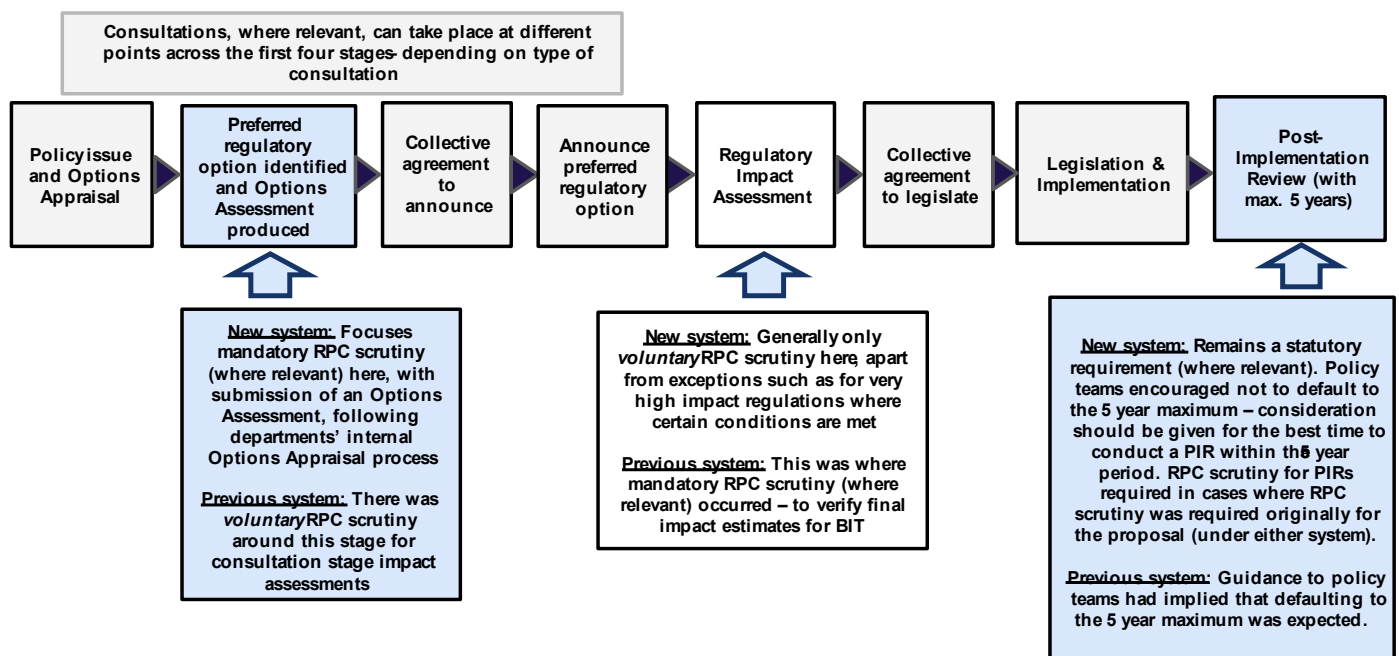 Consultations, where relevant, can take place at different
points across the first four stages- depending on type of
consultation
Policy issue
and Options
Appraisal
Preferred
regulatory
option identified
and Options
Assessment
produced
Collective
agreement
to
announce
Announce
preferred
regulatory
option
Regulatory
Impact
Assessment
Collective
agreement
to legislate
Legislation &
Implementation
Post-
Implementation
Review (with
max. 5 years)
New system: Focuses
mandatory RPC scrutiny
(where relevant) here, with
submission of an Options
Assessment, following
departments' internal
Options Appraisal process
Previous system: There was
voluntary RPC scrutiny
around this stage for
consultation stage impact
assessments
New system: Generally only
voluntary RPC scrutiny here, apart
from exceptions such as for very
high impact regulations where
certain conditions are met
Previous system: This was where
mandatory RPC scrutiny (where
relevant) occurred – to verify final
impact estimates for BIT
New system: Remains a statutory
requirement (where relevant). Policy
teams encouraged not to default to
the 5 year maximum – consideration
should be given for the best time to
conduct a PIR within the 5 year
period. RPC scrutiny for PIRs
required in cases where RPC
scrutiny was required originally for
the proposal (under either system).
Previous system: Guidance to policy
teams had implied that defaulting to
the 5 year maximum was expected.